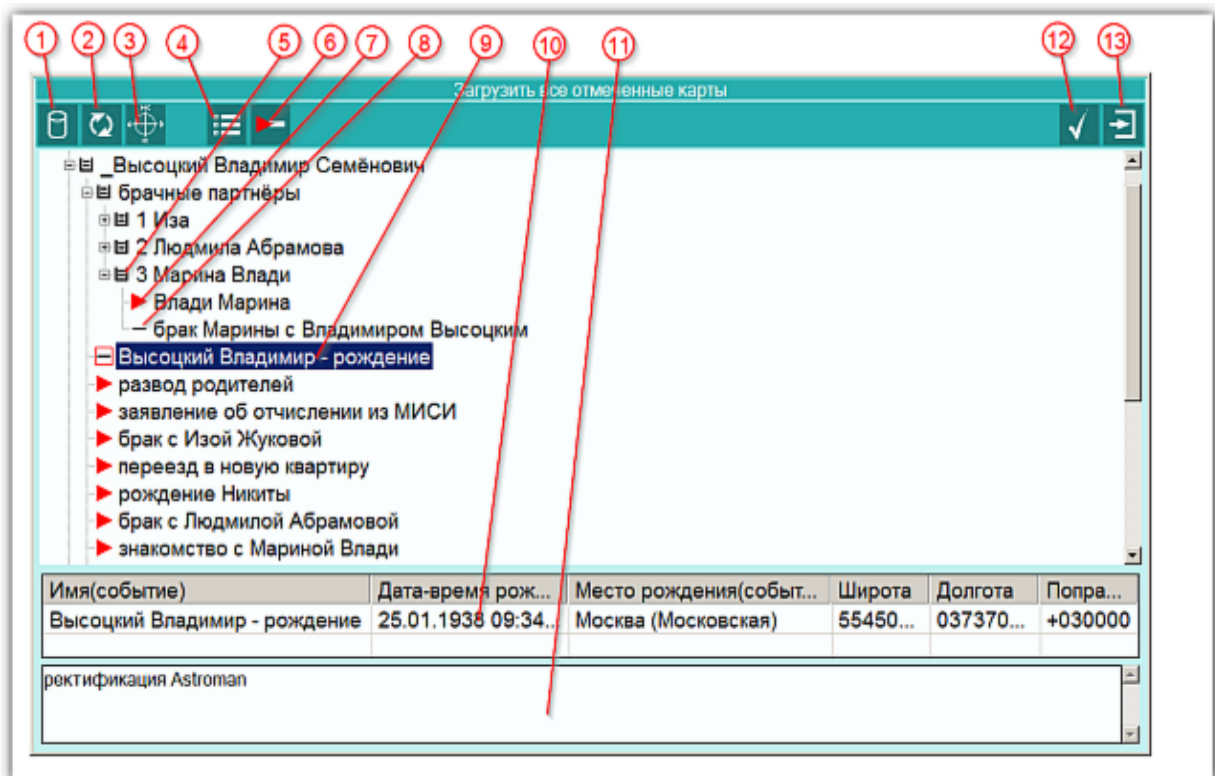 1 2 3 4 5 6 7 8 9 10 11 12 13
Загрузить все отмеченные карты
_Высоцкий Владимир Семёнович
брачные партнёры
1 Иза
2 Людмила Абрамова
3 Марина Влади
Влади Марина
брак Марины с Владимиром Высоцким
Высоцкий Владимир - рождение
развод родителей
заявление об отчислении из МИСИ
брак с Изой Жуковой
переезд в новую квартиру
рождение Никиты
брак с Людмилой Абрамовой
знакомство с Мариной Влади
Имя(событие) Дата-время рож... Место рождения(событ... Широта Долгота Попра...
Высоцкий Владимир - рождение 25.01.1938 09:34... Москва (Московская) 55450... 037370... +030000
ректификация Astroman